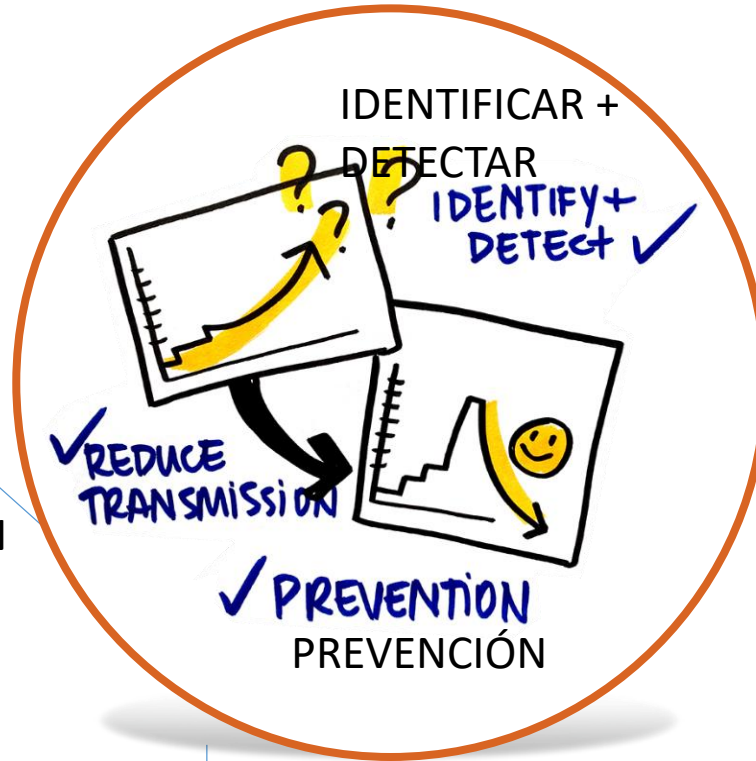 IDENTIFICAR +
DETECTAR
? ? ?
IDENTIFY+
DETECT ✓
✓ REDUCE
TRANSMISSION
✓ PREVENTION
PREVENCIÓN